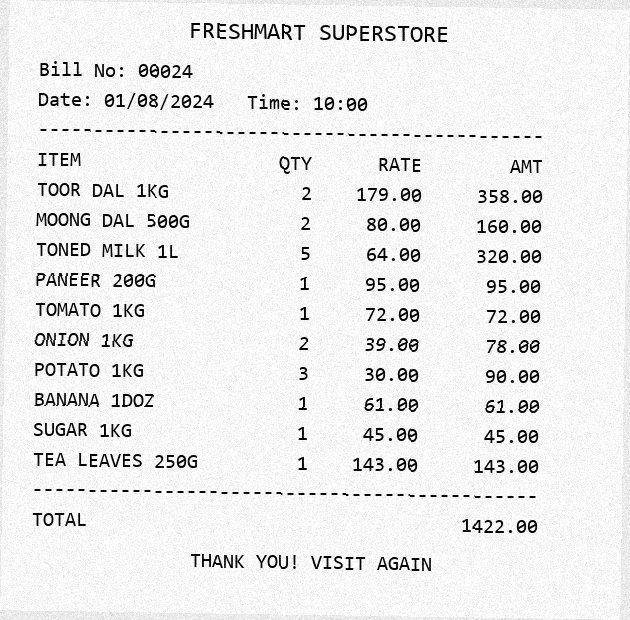 FRESHMART SUPERSTORE
Bill No: 00024
Date: 01/08/2024 Time: 10:00
-----------------------------------------------
ITEM QTY RATE AMT
TOOR DAL 1KG 2 179.00 358.00
MOONG DAL 500G 2 80.00 160.00
TONED MILK 1L 5 64.00 320.00
PANEER 200G 1 95.00 95.00
TOMATO 1KG 1 72.00 72.00
ONION 1KG 2 39.00 78.00
POTATO 1KG 3 30.00 90.00
BANANA 1DOZ 1 61.00 61.00
SUGAR 1KG 1 45.00 45.00
TEA LEAVES 250G 1 143.00 143.00
-----------------------------------------------
TOTAL 1422.00
THANK YOU! VISIT AGAIN